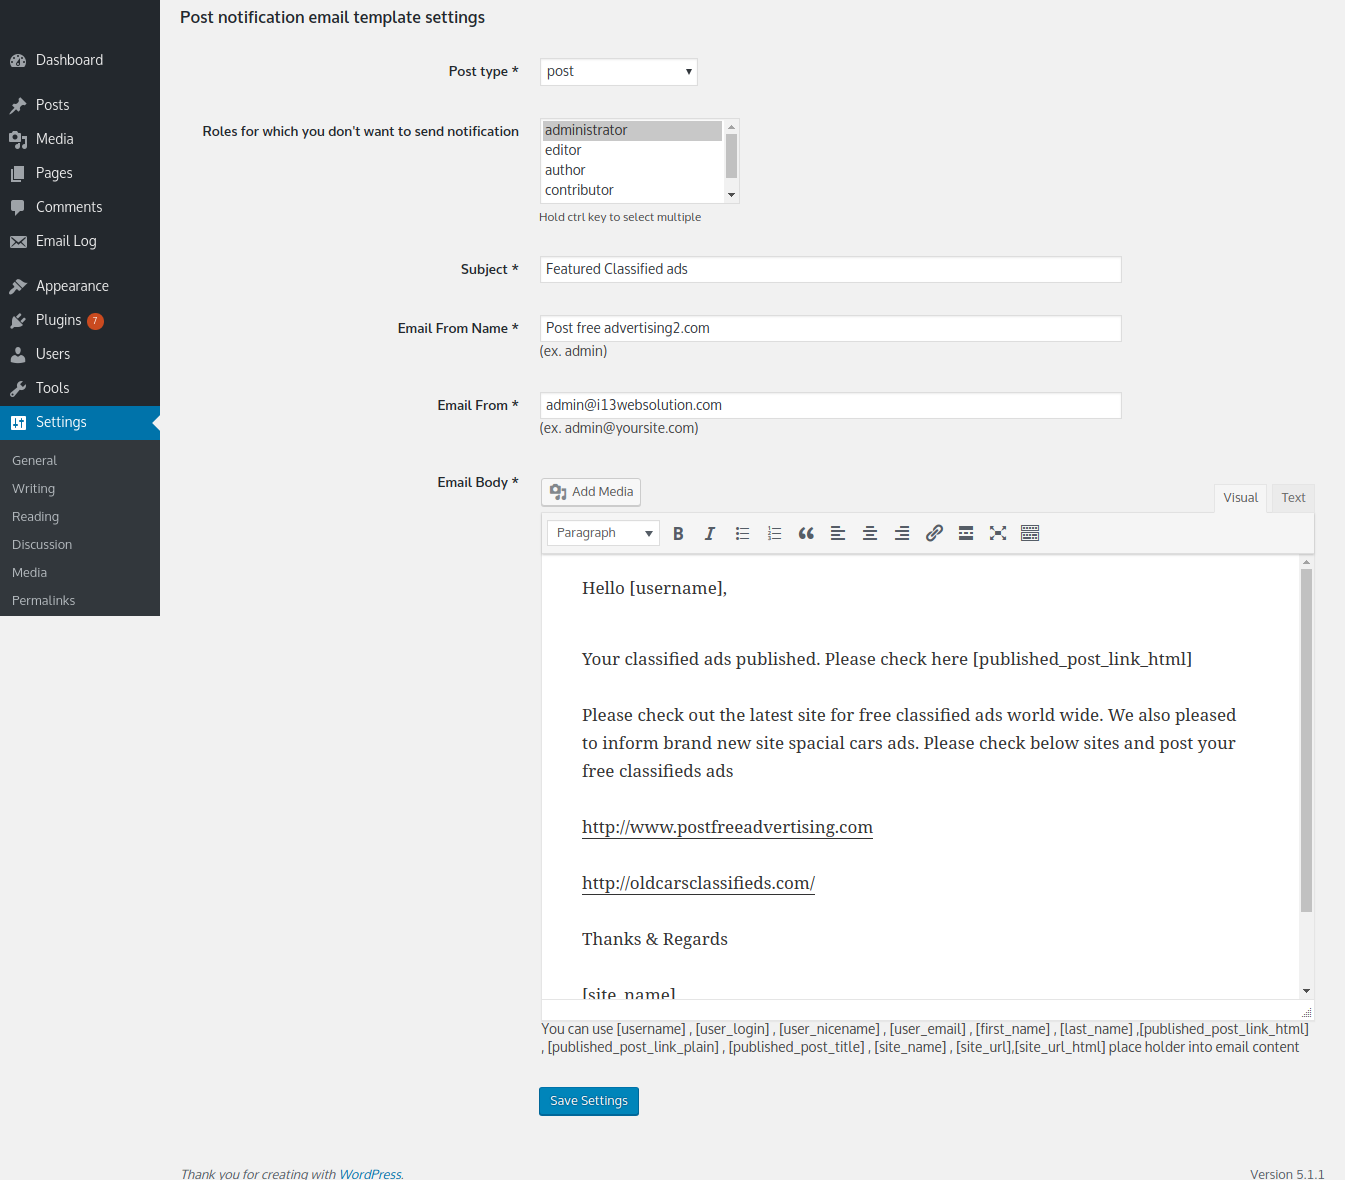 Post notification email template settings
Dashboard
Posts
Media
Pages
Comments
Email Log
Appearance
Plugins 7
Users
Tools
Settings
General
Writing
Reading
Discussion
Media
Permalinks
Post type *
post
Roles for which you don't want to send notification
administrator
editor
author
contributor
Hold ctrl key to select multiple
Subject *
Featured Classified ads
Email From Name *
Post free advertising2.com
(ex. admin)
Email From *
admin@i13websolution.com
(ex. admin@yoursite.com)
Email Body *
Add Media
Visual
Text
Paragraph
Hello [username],
Your classified ads published. Please check here [published_post_link_html]
Please check out the latest site for free classified ads world wide. We also pleased
to inform brand new site spacial cars ads. Please check below sites and post your
free classifieds ads
http://www.postfreeadvertising.com
http://oldcarsclassifieds.com/
Thanks & Regards
[site_name]
You can use [username] , [user_login] , [user_nicename] , [user_email] , [first_name] , [last_name] ,[published_post_link_html]
, [published_post_link_plain] , [published_post_title] , [site_name] , [site_url],[site_url_html] place holder into email content
Save Settings
Thank you for creating with WordPress.
Version 5.1.1